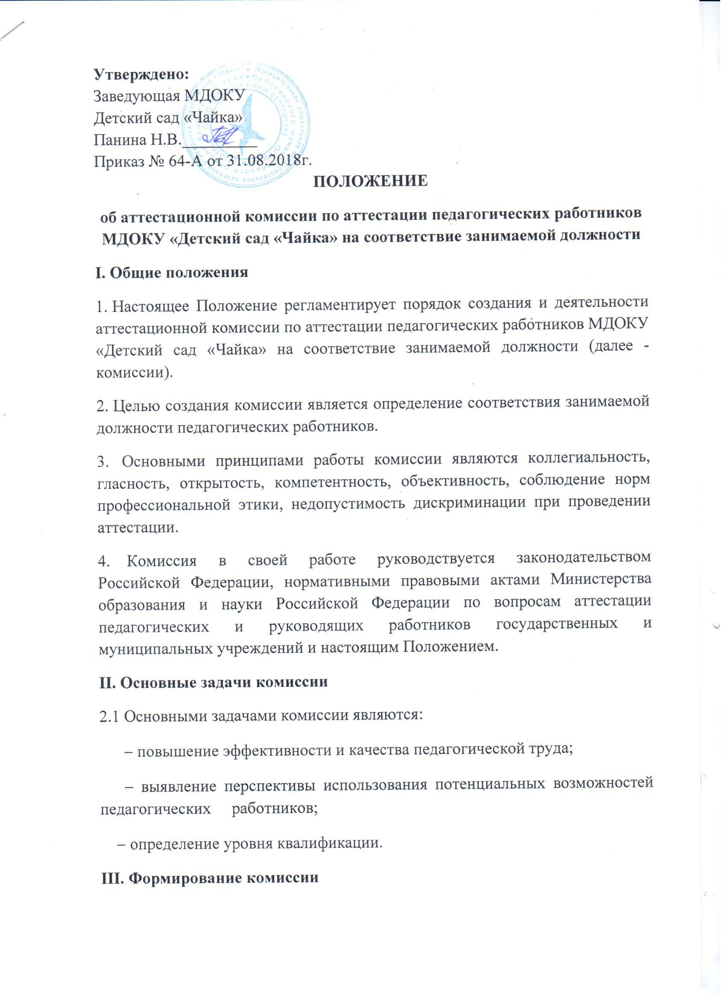 Утверждено:
Заведующая МДОКУ
Детский сад «Чайка»
Панина Н.В.
Приказ № 64-А от 31.08.2018г.
ИНН 4107001050
ПОЛОЖЕНИЕ
об аттестационной комиссии по аттестации педагогических работников
МДОКУ «Детский сад «Чайка» на соответствие занимаемой должности
I. Общие положения
1. Настоящее Положение регламентирует порядок создания и деятельности
аттестационной комиссии по аттестации педагогических работников МДОКУ
«Детский сад «Чайка» на соответствие занимаемой должности (далее -
комиссии).
2. Целью создания комиссии является определение соответствия занимаемой
должности педагогических работников.
3. Основными принципами работы комиссии являются коллегиальность,
гласность, открытость, компетентность, объективность, соблюдение норм
профессиональной этики, недопустимость дискриминации при проведении
аттестации.
4. Комиссия в своей работе руководствуется законодательством
Российской Федерации, нормативными правовыми актами Министерства
образования и науки Российской Федерации по вопросам аттестации
педагогических и руководящих работников государственных и
муниципальных учреждений и настоящим Положением.
II. Основные задачи комиссии
2.1 Основными задачами комиссии являются:
– повышение эффективности и качества педагогической труда;
– выявление перспективы использования потенциальных возможностей
педагогических работников;
– определение уровня квалификации.
III. Формирование комиссии